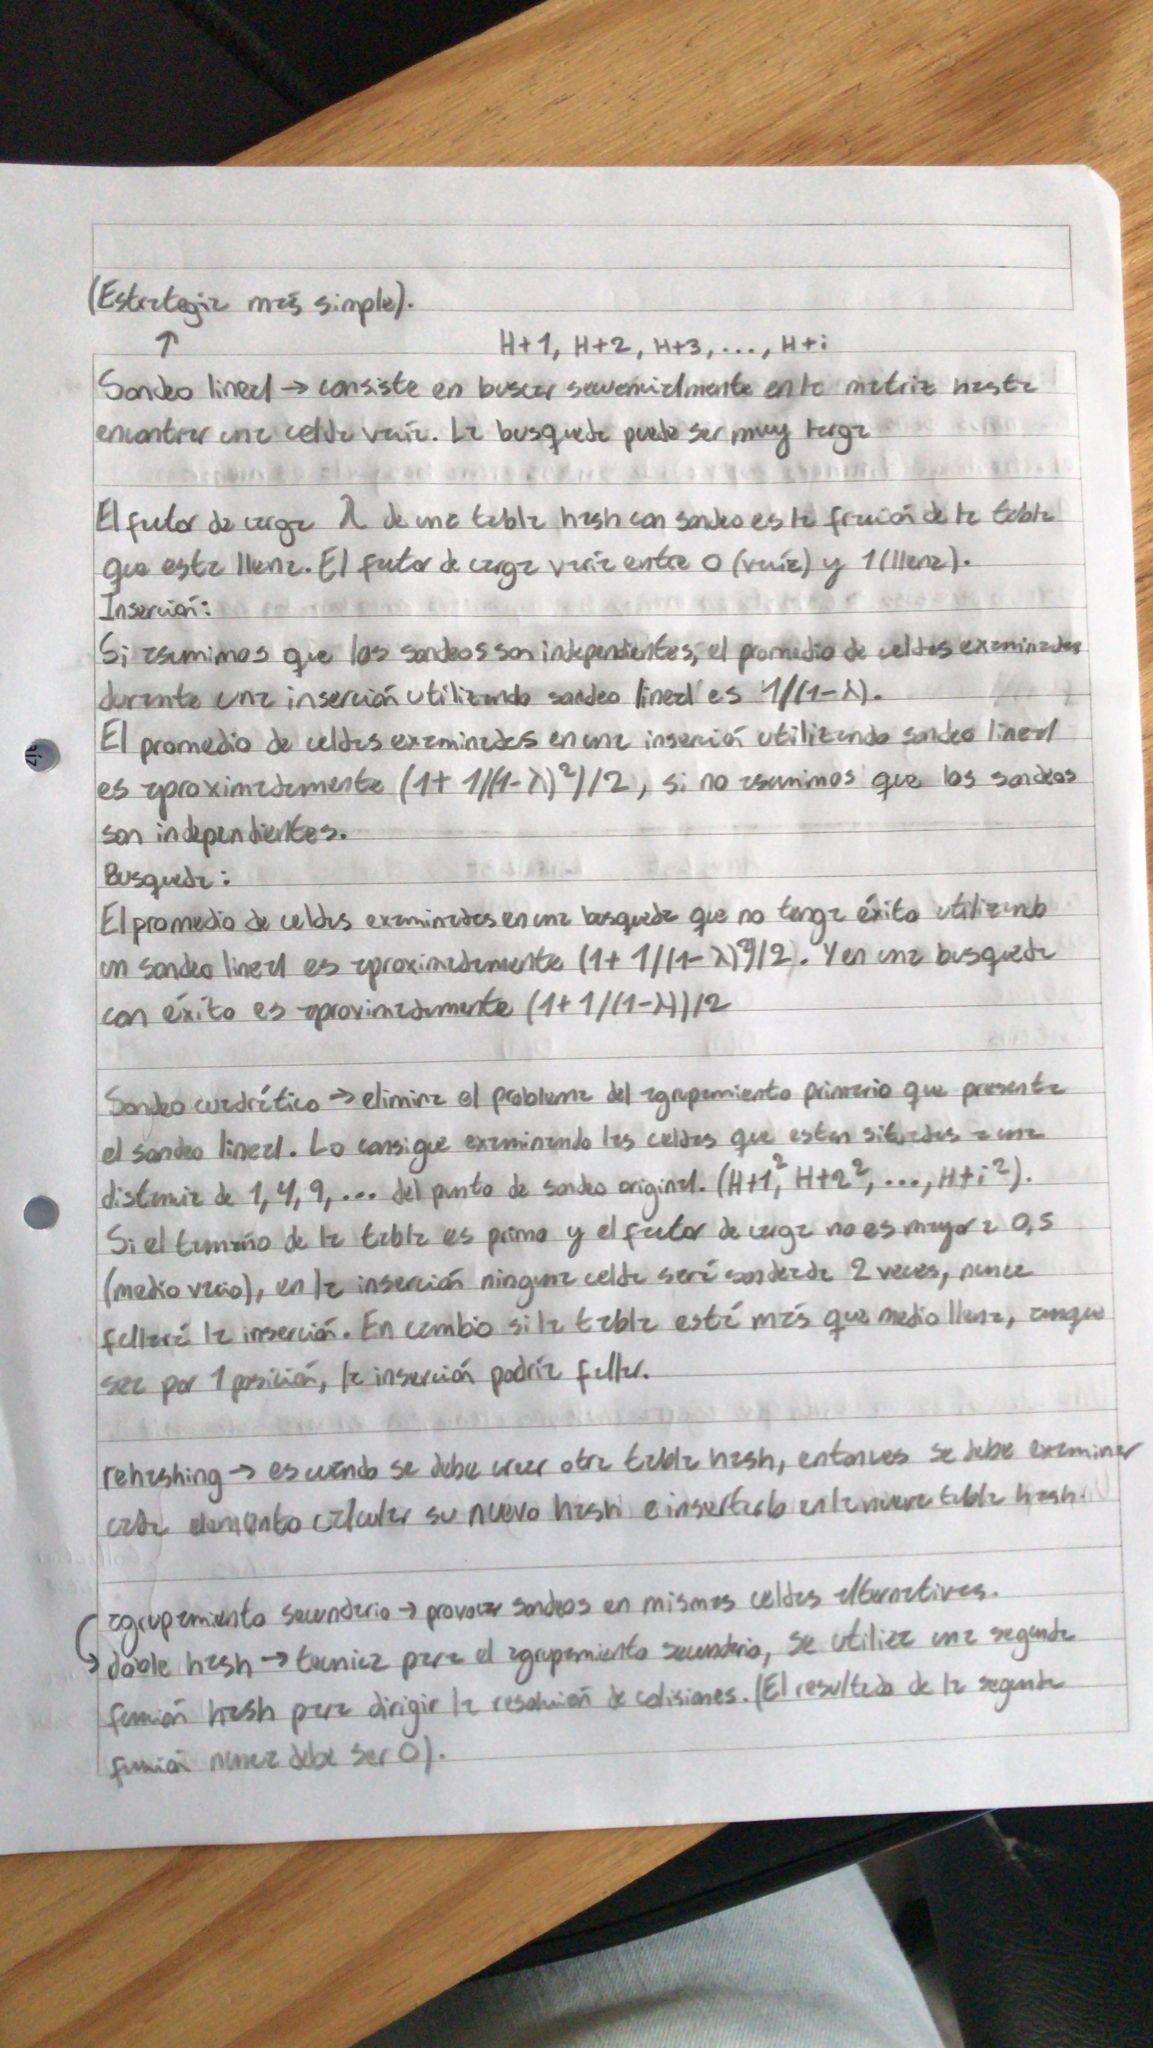 (Estrategia más simple).
↑
H+1, H+2, H+3, ..., H+i
Sondeo lineal → consiste en buscar secuencialmente en la matriz hasta
encontrar una celda vacía. La busqueda puede ser muy larga
El factor de carga λ de una tabla hash con sondeo es la fracción de la tabla
que esta llena. El factor de carga varía entre 0 (vacía) y 1 (llena).
Inserción:
Si asumimos que los sondeos son independientes, el promedio de celdas examinadas
durante una inserción utilizando sondeo lineal es 1/(1-λ).
El promedio de celdas examinadas en una inserción utilizando sondeo lineal
es aproximadamente (1+ 1/(1-λ)²)/2, si no asumimos que los sondeos
son independientes.
Busqueda:
El promedio de celdas examinadas en una busqueda que no tenga éxito utilizando
un sondeo lineal es aproximadamente (1+ 1/(1-λ)²)/2. Y en una busqueda
con éxito es aproximadamente (1+1/(1-λ))/2
Sondeo cuadrático → elimina el problema del agrupamiento primario que presenta
el sondeo lineal. Lo consigue examinando las celdas que estan situadas a una
distancia de 1, 4, 9, ... del punto de sondeo original. (H+1², H+2², ..., H+i²).
Si el tamaño de la tabla es primo y el factor de carga no es mayor a 0,5
(medio vacio), en la inserción ninguna celda será sondeada 2 veces, nunca
fallará la inserción. En cambio si la tabla está más que medio llena, aunque
sea por 1 posición, la inserción podría fallar.
rehashing → es cuando se debe crear otra tabla hash, entonces se debe examinar
cada elemento calcular su nuevo hash e insertarlo en la nueva tabla hash.
agrupamiento secundario → provocar sondeos en mismas celdas alternativas.
doble hash → tecnica para el agrupamiento secundario, se utiliza una segunda
función hash para dirigir la resolución de colisiones. (El resultado de la segunda
función nunca debe ser 0).